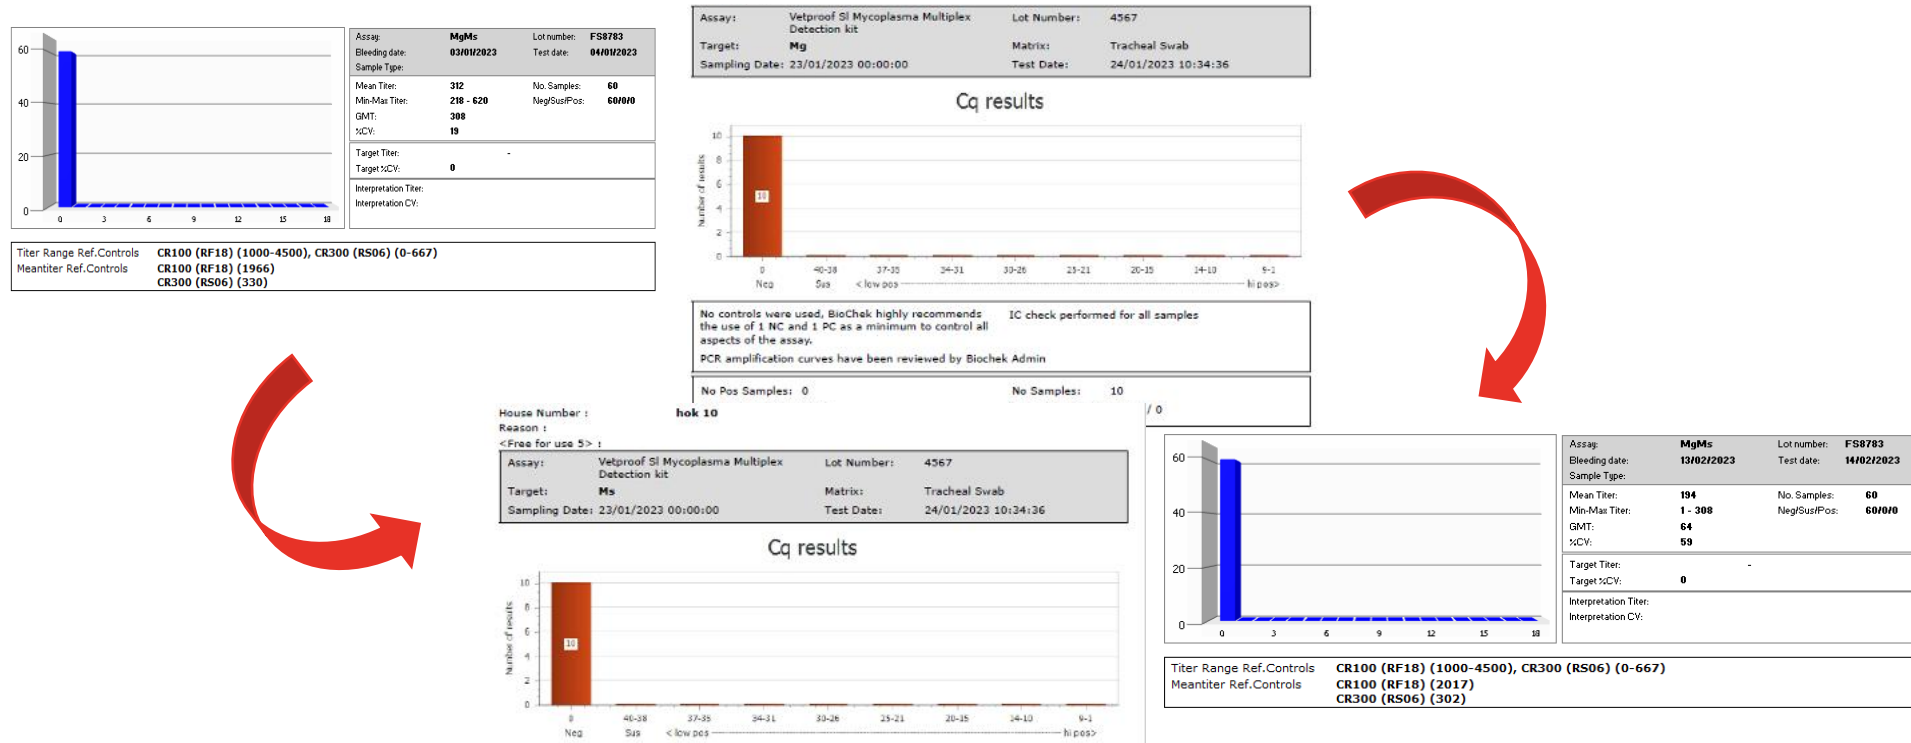 Assay: MgMs Lot number: FS8783
Bleeding date: 03/01/2023 Test date: 04/01/2023
Sample Type:
Mean Titer: 312 No. Samples: 60
Min-Max Titer: 218 - 620 Neg/Sus/Pos: 60/0/0
GMT: 308
%CV: 19
Target Titer: -
Target %CV: 0
Interpretation Titer:
Interpretation CV:
60
40
20
0
0 3 6 9 12 15 18
Titer Range Ref.Controls CR100 (RF18) (1000-4500), CR300 (RS06) (0-667)
Meantiter Ref.Controls CR100 (RF18) (1966)
CR300 (RS06) (330)
Assay: Vetproof Sl Mycoplasma Multiplex Lot Number: 4567
Detection kit
Target: Mg Matrix: Tracheal Swab
Sampling Date: 23/01/2023 00:00:00 Test Date: 24/01/2023 10:34:36
Cq results
Number of results
10
8
6
4
2
0
10
0 40-38 37-35 34-31 30-26 25-21 20-15 14-10 9-1
Neg Sus < low pos hi pos>
No controls were used, BioChek highly recommends IC check performed for all samples
the use of 1 NC and 1 PC as a minimum to control all
aspects of the assay.
PCR amplification curves have been reviewed by Biochek Admin
No Pos Samples: 0 No Samples: 10
/ 0
House Number : hok 10
Reason :
<Free for use 5> :
Assay: Vetproof Sl Mycoplasma Multiplex Lot Number: 4567
Detection kit
Target: Ms Matrix: Tracheal Swab
Sampling Date: 23/01/2023 00:00:00 Test Date: 24/01/2023 10:34:36
Cq results
Number of results
10
8
6
4
2
0
10
0 40-38 37-35 34-31 30-26 25-21 20-15 14-10 9-1
Neg Sus < low pos hi pos>
Assay: MgMs Lot number: FS8783
Bleeding date: 13/02/2023 Test date: 14/02/2023
Sample Type:
Mean Titer: 194 No. Samples: 60
Min-Max Titer: 1 - 308 Neg/Sus/Pos: 60/0/0
GMT: 64
%CV: 59
Target Titer: -
Target %CV: 0
Interpretation Titer:
Interpretation CV:
60
40
20
0
0 3 6 9 12 15 18
Titer Range Ref.Controls CR100 (RF18) (1000-4500), CR300 (RS06) (0-667)
Meantiter Ref.Controls CR100 (RF18) (2017)
CR300 (RS06) (302)